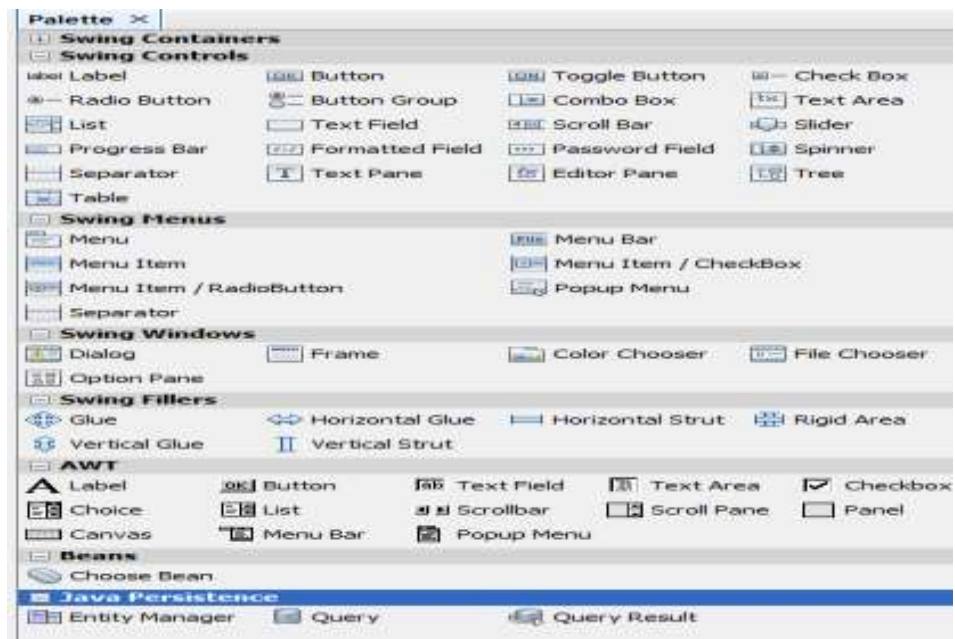 Palette
Swing Containers
Swing Controls
label Label Button Toggle Button Check Box
Radio Button Button Group Combo Box Text Area
List Text Field Scroll Bar Slider
Progress Bar Formatted Field Password Field Spinner
Separator Text Pane Editor Pane Tree
Table
Swing Menus
Menu Menu Bar
Menu Item Menu Item / CheckBox
Menu Item / RadioButton Popup Menu
Separator
Swing Windows
Dialog Frame Color Chooser File Chooser
Option Pane
Swing Fillers
Glue Horizontal Glue Horizontal Strut Rigid Area
Vertical Glue Vertical Strut
AWT
Label OK Button Text Field Text Area Checkbox
Choice List Scrollbar Scroll Pane Panel
Canvas Menu Bar Popup Menu
Beans
Choose Bean
Java Persistence
Entity Manager Query Query Result